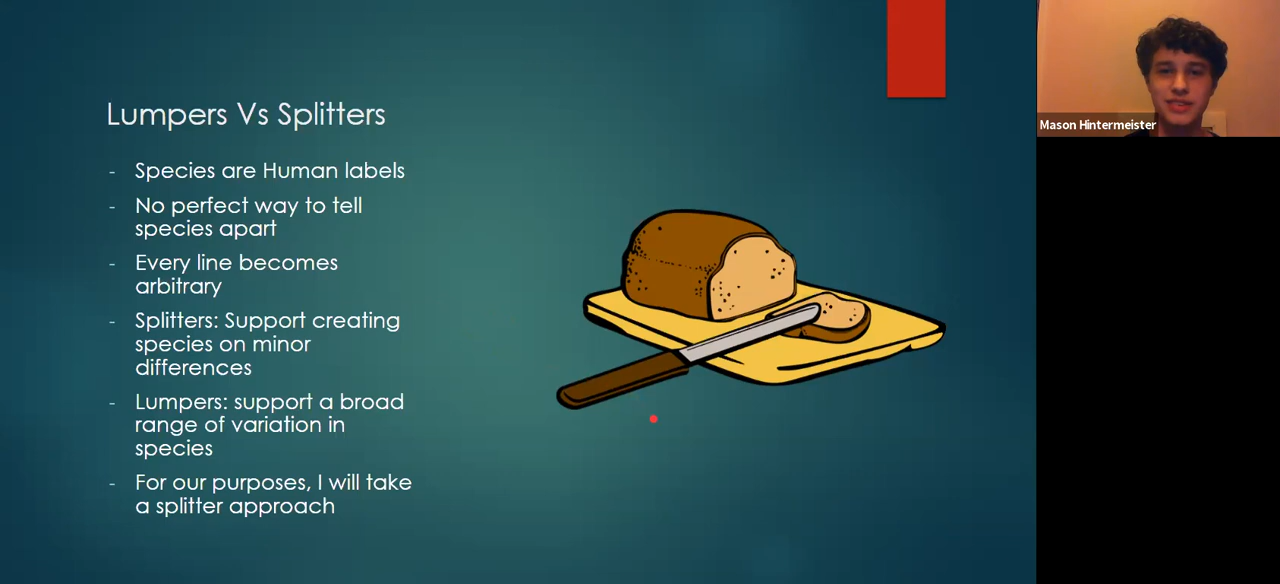 Lumpers Vs Splitters
- Species are Human labels
- No perfect way to tell
species apart
- Every line becomes
arbitrary
- Splitters: Support creating
species on minor
differences
- Lumpers: support a broad
range of variation in
species
- For our purposes, I will take
a splitter approach
Mason Hintermeister